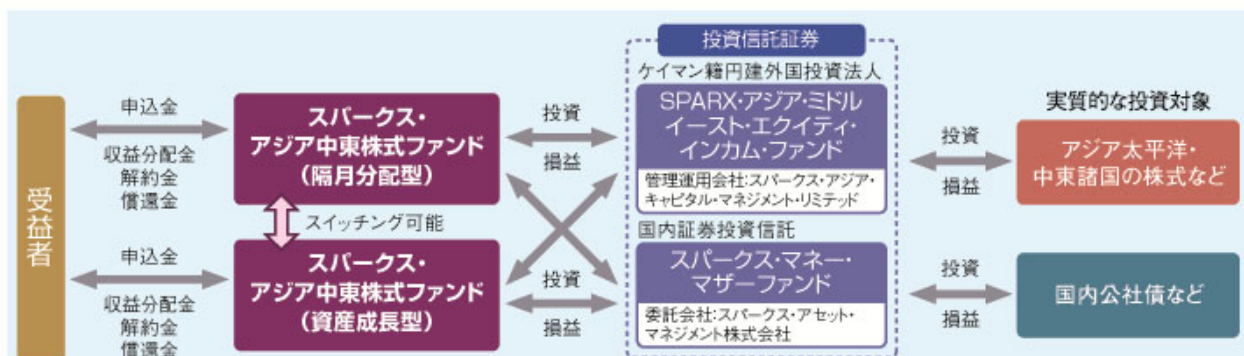 投資信託証券
ケイマン籍円建外国投資法人
受益者
申込金
収益分配金
解約金
償還金
スパークス・
アジア中東株式ファンド
（隔月分配型）
投資
損益
SPARX・アジア・ミドル
イースト・エクイティ・
インカム・ファンド
管理運用会社：スパークス・アジア・
キャピタル・マネジメント・リミテッド
投資
損益
実質的な投資対象
アジア太平洋・
中東諸国の株式など
スイッチング可能
国内証券投資信託
申込金
収益分配金
解約金
償還金
スパークス・
アジア中東株式ファンド
（資産成長型）
投資
損益
スパークス・マネー・
マザーファンド
委託会社：スパークス・アセット・
マネジメント株式会社
投資
損益
国内公社債など